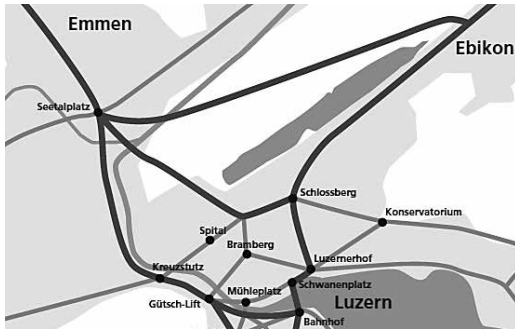 Emmen
Ebikon
Seetalplatz
Schlossberg
Konservatorium
Spital
Bramberg
Luzernerhof
Kreuzstutz
Schwanenplatz
Mühleplatz
Gütsch-Lift
Luzern
Bahnhof